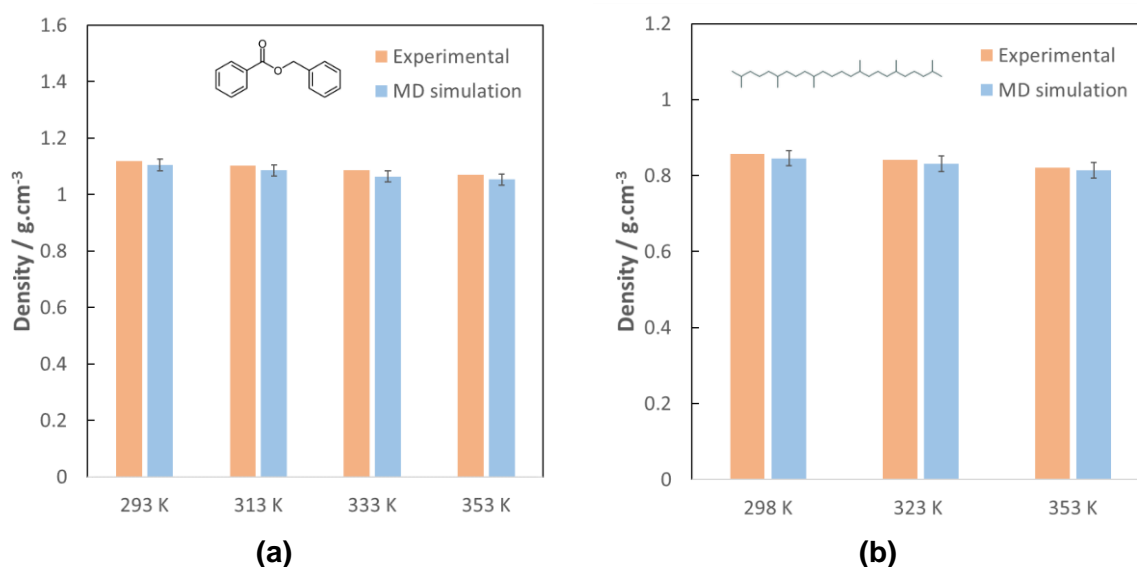 1.6
1.4
1.2
1
0.8
0.6
0.4
0.2
0
Density / g.cm-3
O
O
Experimental
MD simulation
293 K 313 K 333 K 353 K
(a)
1.2
1
0.8
0.6
0.4
0.2
0
Density / g.cm-3
Experimental
MD simulation
298 K 323 K 353 K
(b)